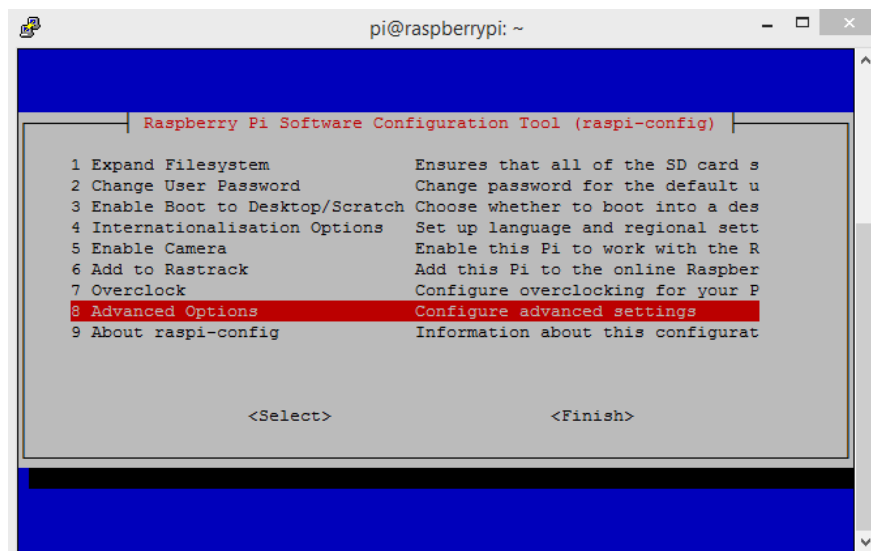 pi@raspberrypi: ~
Raspberry Pi Software Configuration Tool (raspi-config)
1 Expand Filesystem Ensures that all of the SD card s
2 Change User Password Change password for the default u
3 Enable Boot to Desktop/Scratch Choose whether to boot into a des
4 Internationalisation Options Set up language and regional sett
5 Enable Camera Enable this Pi to work with the R
6 Add to Rastrack Add this Pi to the online Raspber
7 Overclock Configure overclocking for your P
8 Advanced Options Configure advanced settings
9 About raspi-config Information about this configurat
<Select> <Finish>